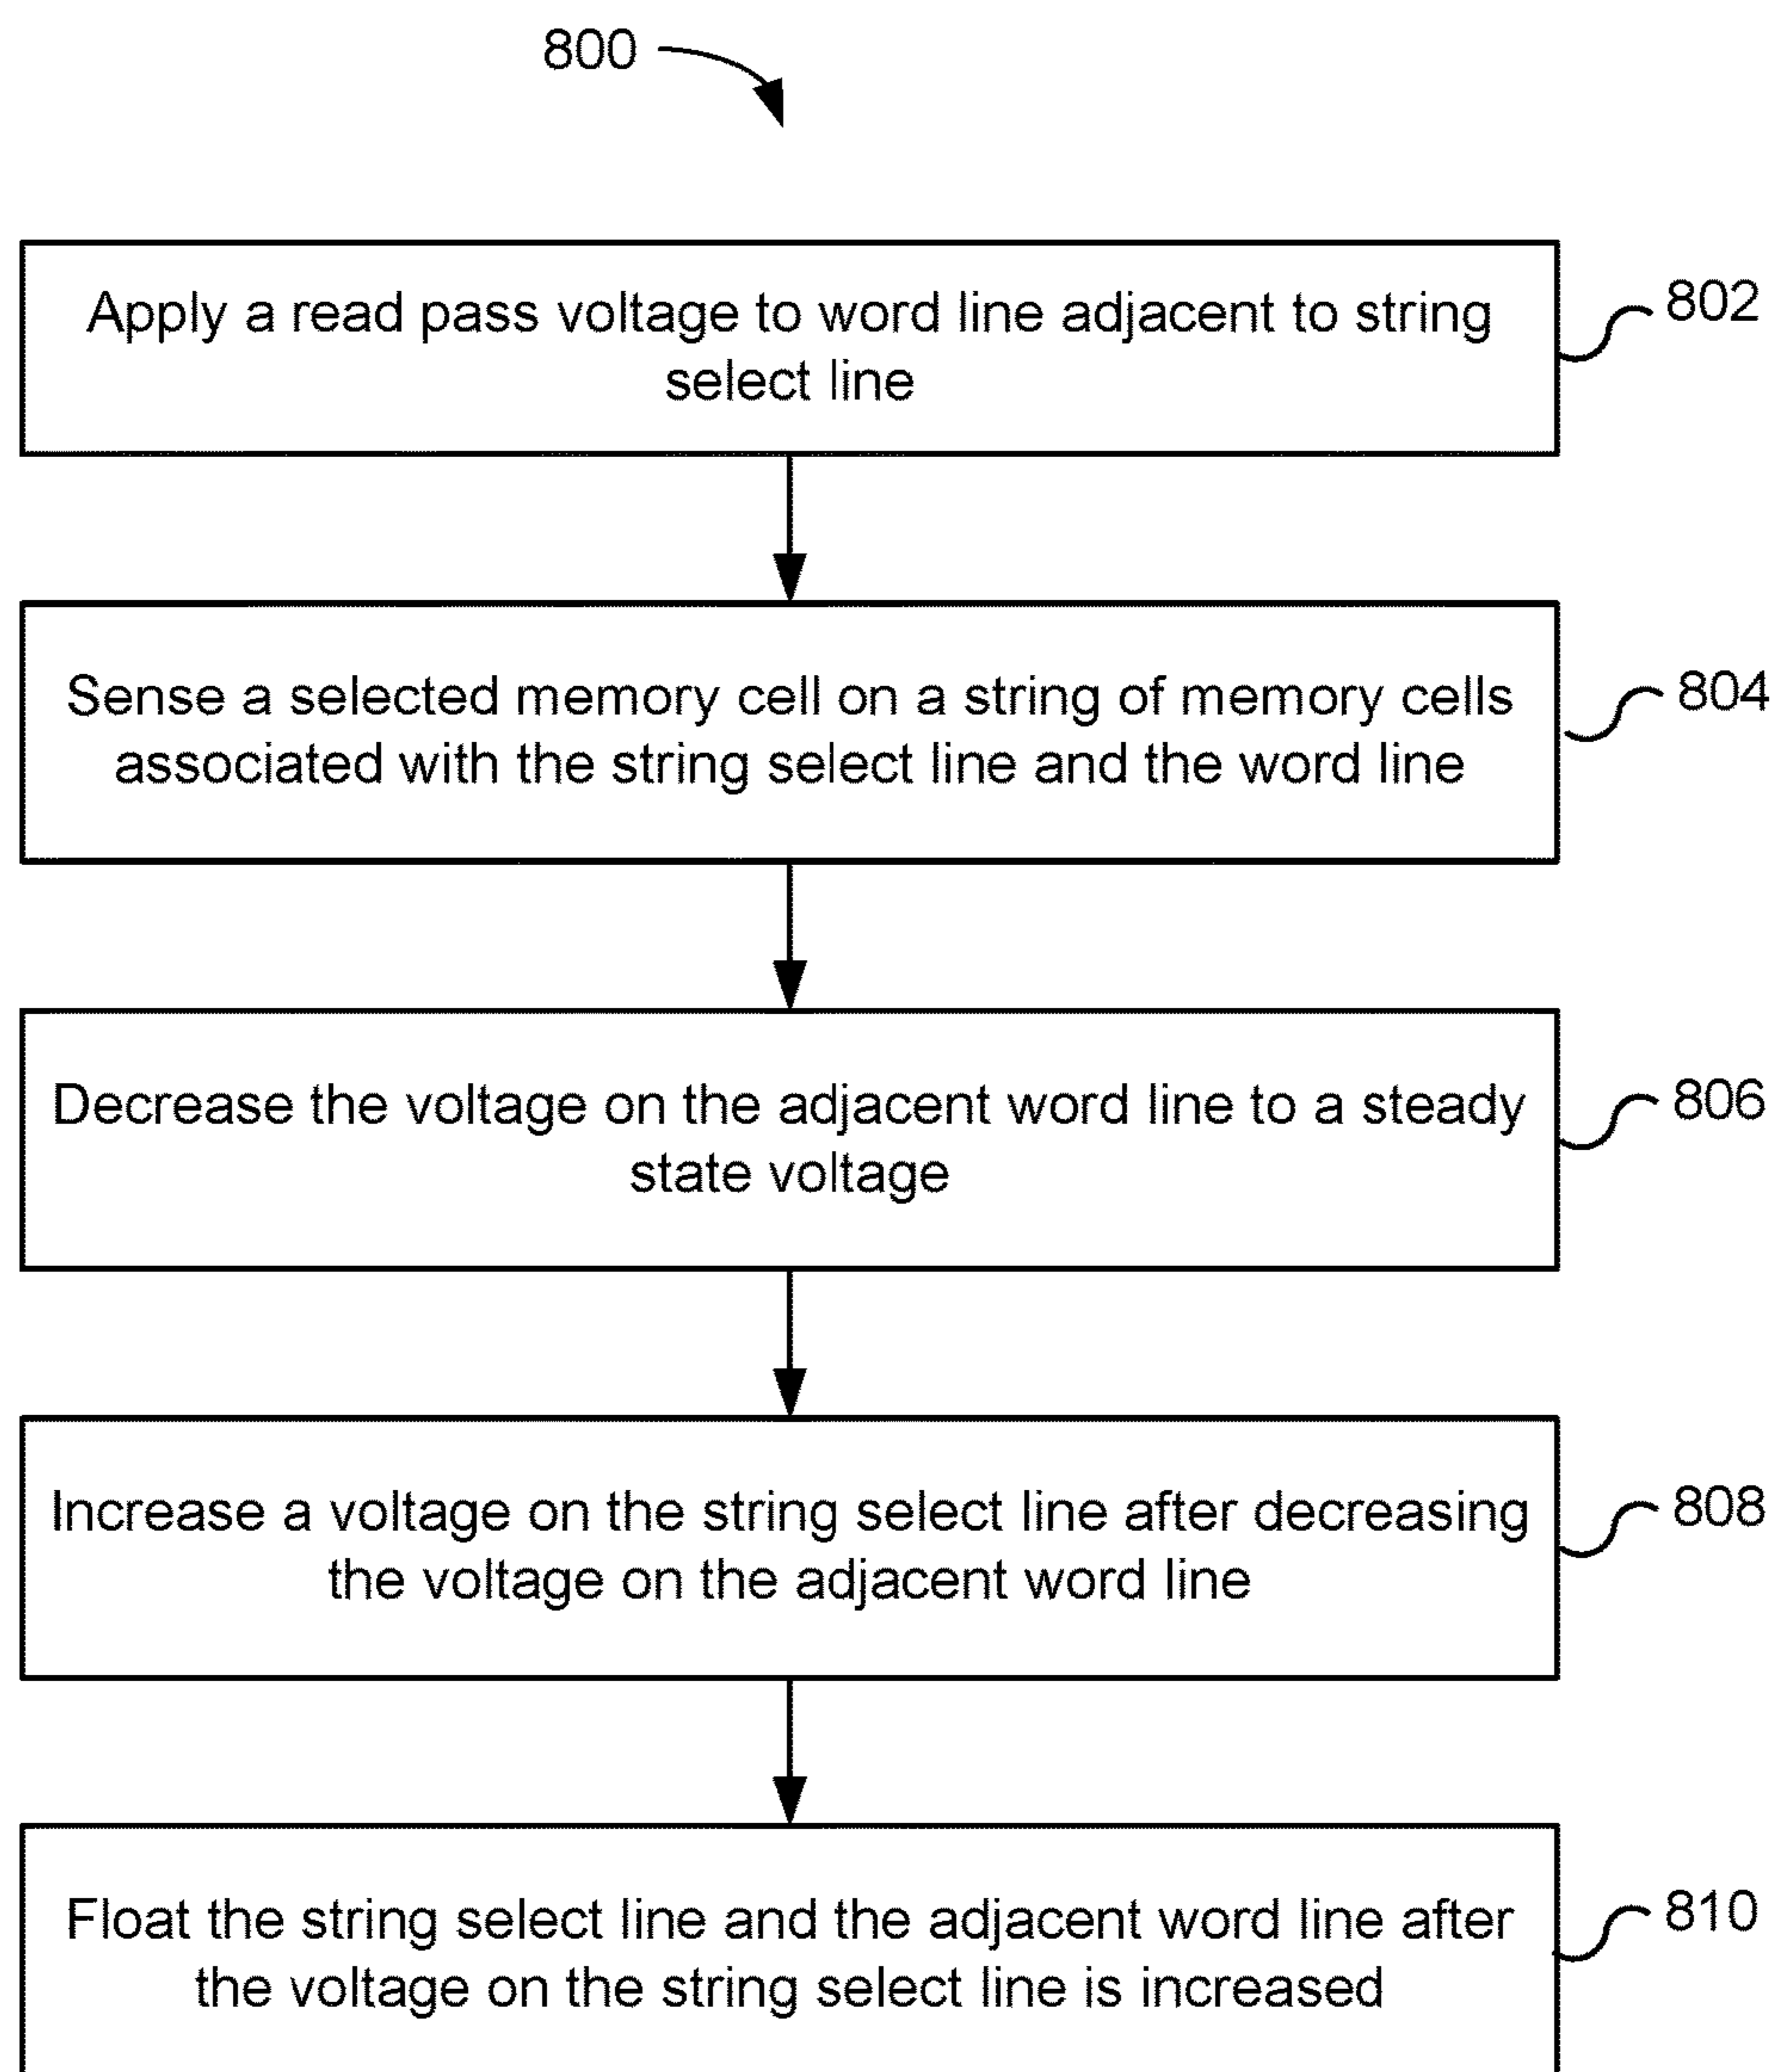 800
Apply a read pass voltage to word line adjacent to string
select line
802
Sense a selected memory cell on a string of memory cells
associated with the string select line and the word line
804
Decrease the voltage on the adjacent word line to a steady
state voltage
806
Increase a voltage on the string select line after decreasing
the voltage on the adjacent word line
808
Float the string select line and the adjacent word line after
the voltage on the string select line is increased
810